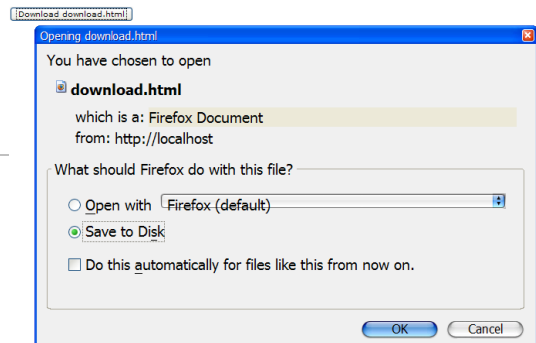 Download download.html
Opening download.html
You have chosen to open
download.html
which is a: Firefox Document
from: http://localhost
What should Firefox do with this file?
Open with Firefox (default)
Save to Disk
Do this automatically for files like this from now on.
OK Cancel